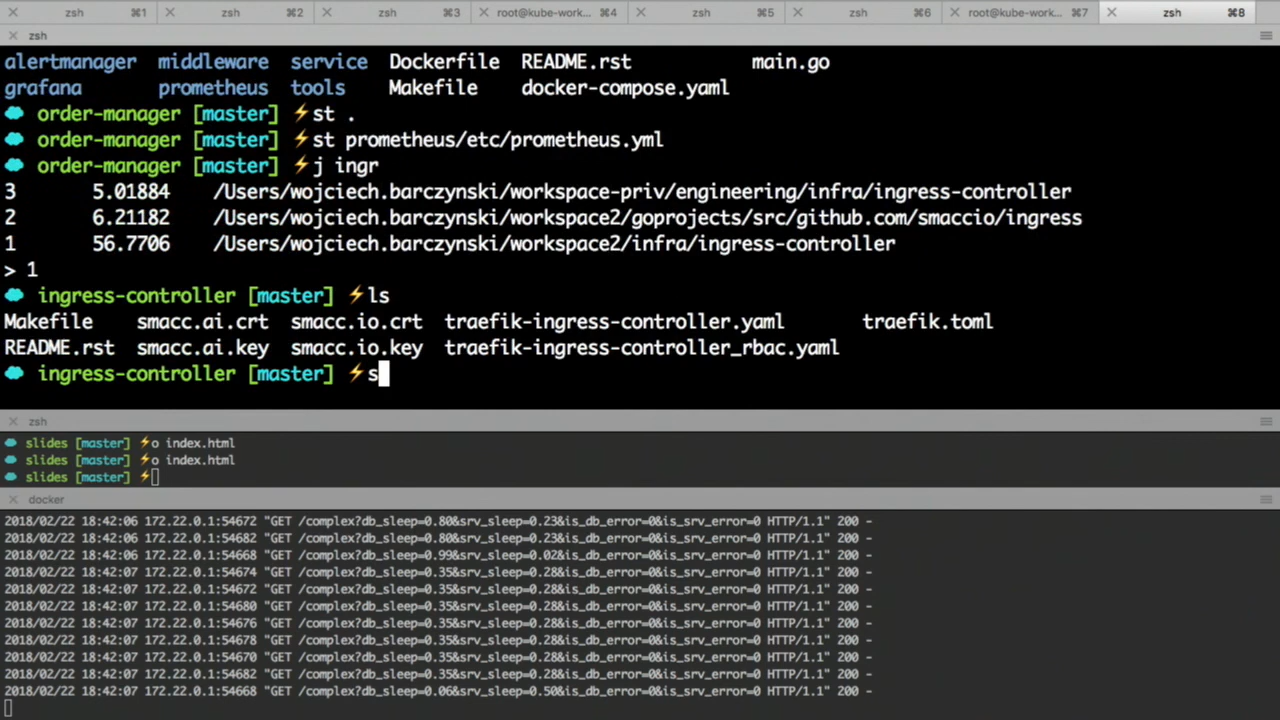 zsh ⌘1 zsh ⌘2 zsh ⌘3 root@kube-work... ⌘4 zsh ⌘5 zsh ⌘6 root@kube-work... ⌘7 zsh ⌘8
zsh
alertmanager middleware service Dockerfile README.rst main.go
grafana prometheus tools Makefile docker-compose.yaml
order-manager [master] ⚡st .
order-manager [master] ⚡st prometheus/etc/prometheus.yml
order-manager [master] ⚡j ingr
3 5.01884 /Users/wojciech.barczynski/workspace-priv/engineering/infra/ingress-controller
2 6.21182 /Users/wojciech.barczynski/workspace2/goprojects/src/github.com/smaccio/ingress
1 56.7706 /Users/wojciech.barczynski/workspace2/infra/ingress-controller
> 1
ingress-controller [master] ⚡ls
Makefile smacc.ai.crt smacc.io.crt traefik-ingress-controller.yaml traefik.toml
README.rst smacc.ai.key smacc.io.key traefik-ingress-controller_rbac.yaml
ingress-controller [master] ⚡s
zsh
slides [master] ⚡o index.html
slides [master] ⚡o index.html
slides [master] ⚡
docker
2018/02/22 18:42:06 172.22.0.1:54672 "GET /complex?db_sleep=0.80&srv_sleep=0.23&is_db_error=0&is_srv_error=0 HTTP/1.1" 200 -
2018/02/22 18:42:06 172.22.0.1:54682 "GET /complex?db_sleep=0.80&srv_sleep=0.23&is_db_error=0&is_srv_error=0 HTTP/1.1" 200 -
2018/02/22 18:42:06 172.22.0.1:54668 "GET /complex?db_sleep=0.99&srv_sleep=0.02&is_db_error=0&is_srv_error=0 HTTP/1.1" 200 -
2018/02/22 18:42:07 172.22.0.1:54674 "GET /complex?db_sleep=0.35&srv_sleep=0.28&is_db_error=0&is_srv_error=0 HTTP/1.1" 200 -
2018/02/22 18:42:07 172.22.0.1:54672 "GET /complex?db_sleep=0.35&srv_sleep=0.28&is_db_error=0&is_srv_error=0 HTTP/1.1" 200 -
2018/02/22 18:42:07 172.22.0.1:54680 "GET /complex?db_sleep=0.35&srv_sleep=0.28&is_db_error=0&is_srv_error=0 HTTP/1.1" 200 -
2018/02/22 18:42:07 172.22.0.1:54676 "GET /complex?db_sleep=0.35&srv_sleep=0.28&is_db_error=0&is_srv_error=0 HTTP/1.1" 200 -
2018/02/22 18:42:07 172.22.0.1:54678 "GET /complex?db_sleep=0.35&srv_sleep=0.28&is_db_error=0&is_srv_error=0 HTTP/1.1" 200 -
2018/02/22 18:42:07 172.22.0.1:54670 "GET /complex?db_sleep=0.35&srv_sleep=0.28&is_db_error=0&is_srv_error=0 HTTP/1.1" 200 -
2018/02/22 18:42:07 172.22.0.1:54682 "GET /complex?db_sleep=0.35&srv_sleep=0.28&is_db_error=0&is_srv_error=0 HTTP/1.1" 200 -
2018/02/22 18:42:07 172.22.0.1:54668 "GET /complex?db_sleep=0.06&srv_sleep=0.50&is_db_error=0&is_srv_error=0 HTTP/1.1" 200 -